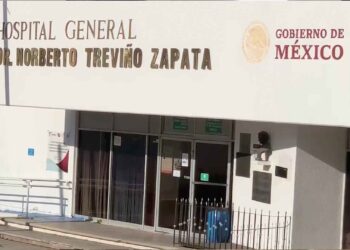 HOSPITAL GENERAL
DR. NORBERTO TREVIÑO ZAPATA
GOBIERNO DE
MÉXICO